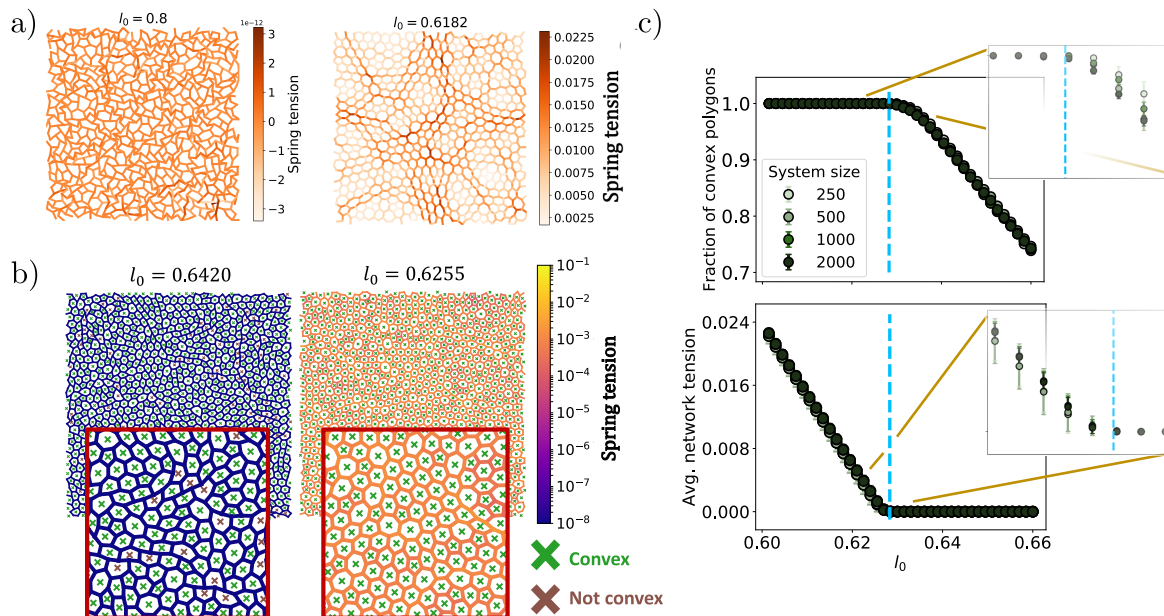 a)
l₀ = 0.8
1e−12
3
2
1
0
−1
−2
−3
Spring tension
l₀ = 0.6182
0.0225
0.0200
0.0175
0.0150
0.0125
0.0100
0.0075
0.0050
0.0025
Spring tension
b)
l₀ = 0.6420
l₀ = 0.6255
10⁻¹
10⁻²
10⁻³
10⁻⁴
10⁻⁵
10⁻⁶
10⁻⁷
10⁻⁸
Spring tension
Convex
Not convex
c)
Fraction of convex polygons
1.0
0.9
0.8
0.7
System size
250
500
1000
2000
Avg. network tension
0.024
0.016
0.008
0.000
0.60
0.62
0.64
0.66
l₀